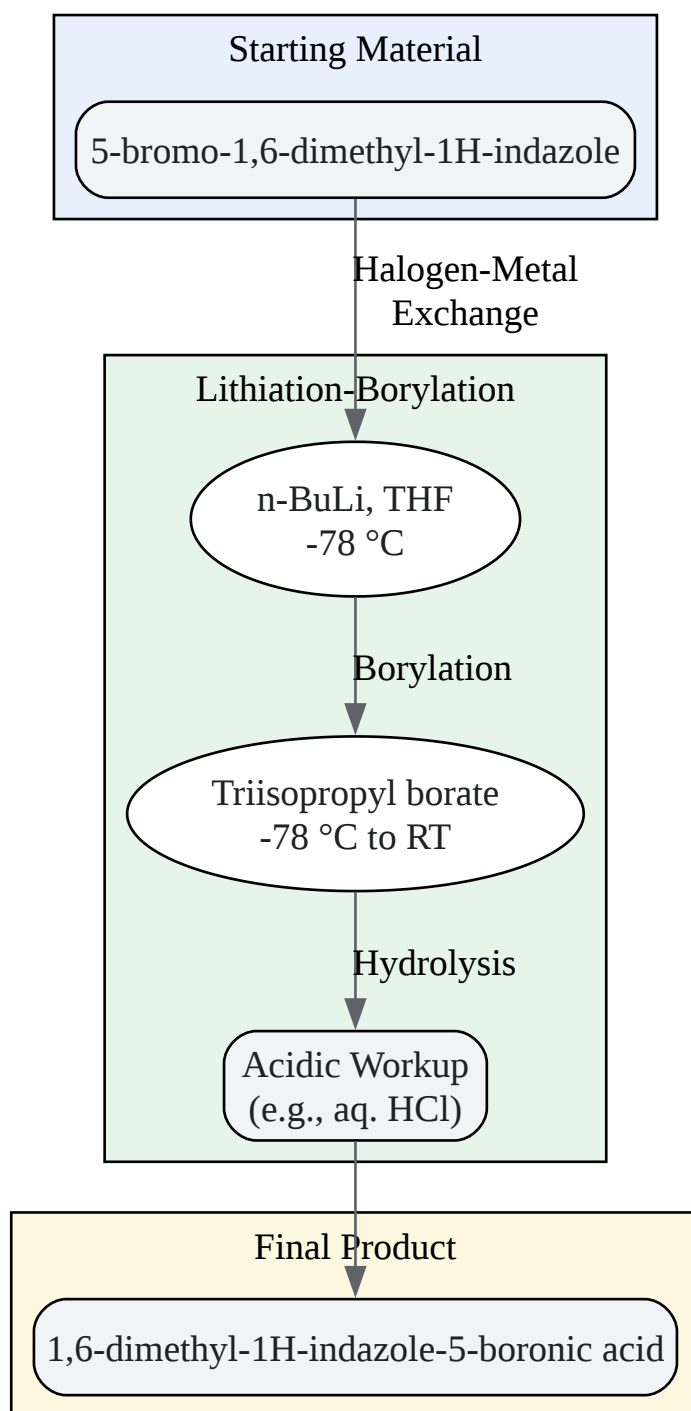 Starting Material
5-bromo-1,6-dimethyl-1H-indazole
Halogen-Metal
Exchange
Lithiation-Borylation
n-BuLi, THF
-78 °C
Borylation
Triisopropyl borate
-78 °C to RT
Hydrolysis
Acidic Workup
(e.g., aq. HCl)
Final Product
1,6-dimethyl-1H-indazole-5-boronic acid